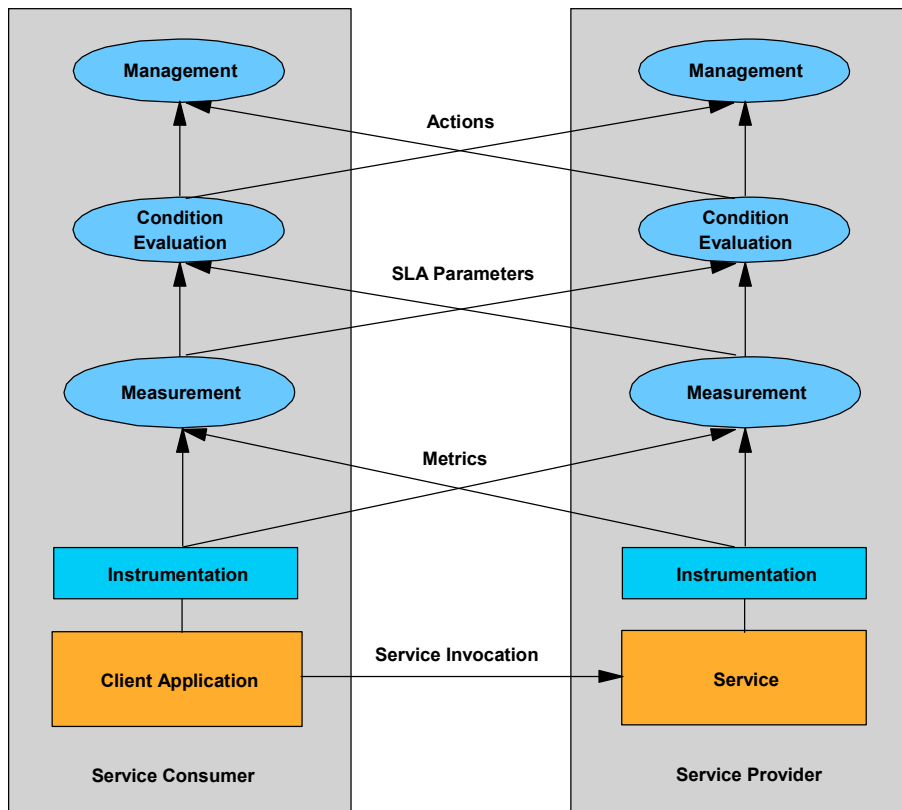 Management
Management
Actions
Condition
Evaluation
Condition
Evaluation
SLA Parameters
Measurement
Measurement
Metrics
Instrumentation
Instrumentation
Service Invocation
Client Application
Service
Service Consumer
Service Provider